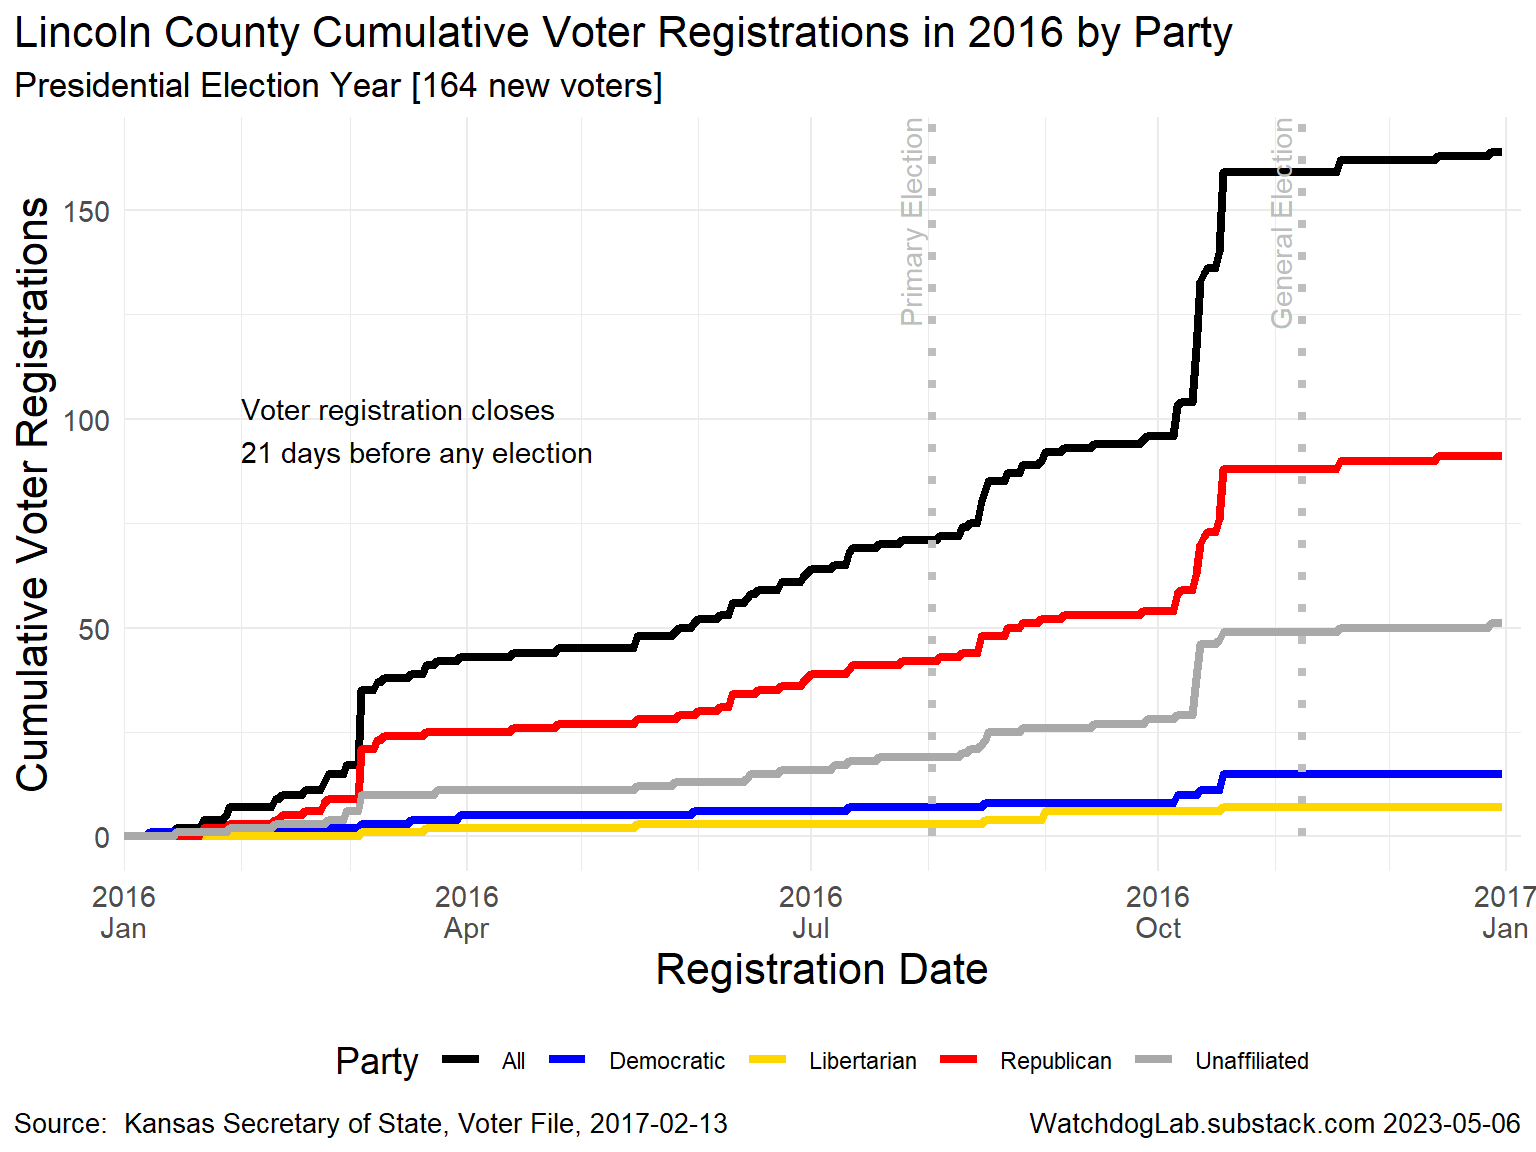 Lincoln County Cumulative Voter Registrations in 2016 by Party
Presidential Election Year [164 new voters]
Cumulative Voter Registrations
150
100
50
0
Primary Election
General Election
Voter registration closes
21 days before any election
2016 2016 2016 2016 2017
Jan Apr Jul Oct Jan
Registration Date
Party All Democratic Libertarian Republican Unaffiliated
Source:  Kansas Secretary of State, Voter File, 2017-02-13
WatchdogLab.substack.com 2023-05-06